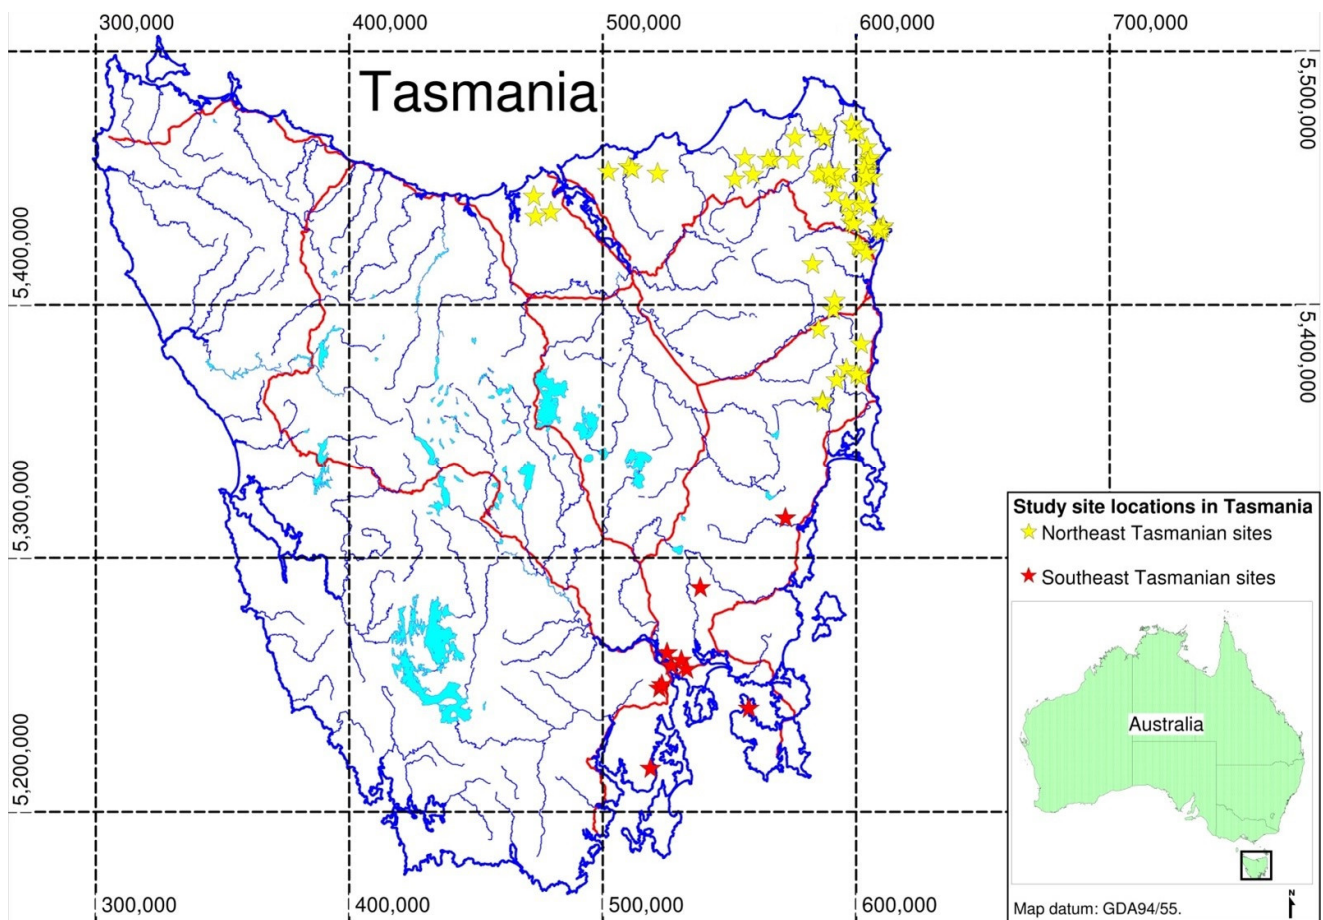 300,000 400,000 500,000 600,000 700,000
Tasmania
5,500,000
5,400,000
5,400,000
5,300,000
5,200,000
Study site locations in Tasmania
Northeast Tasmanian sites
Southeast Tasmanian sites
Australia
Map datum: GDA94/55.
300,000 400,000 500,000 600,000